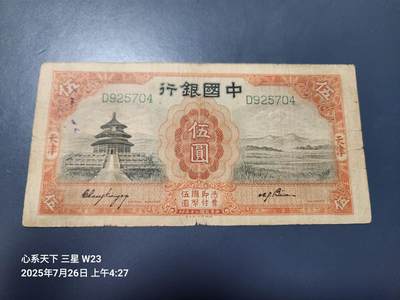 中國銀行
D925704 D925704
伍 伍
伍圓
天津 天津
憑票即付國幣伍圓
伍 伍
心系天下 三星 W23
2025年7月26日 上午4:27